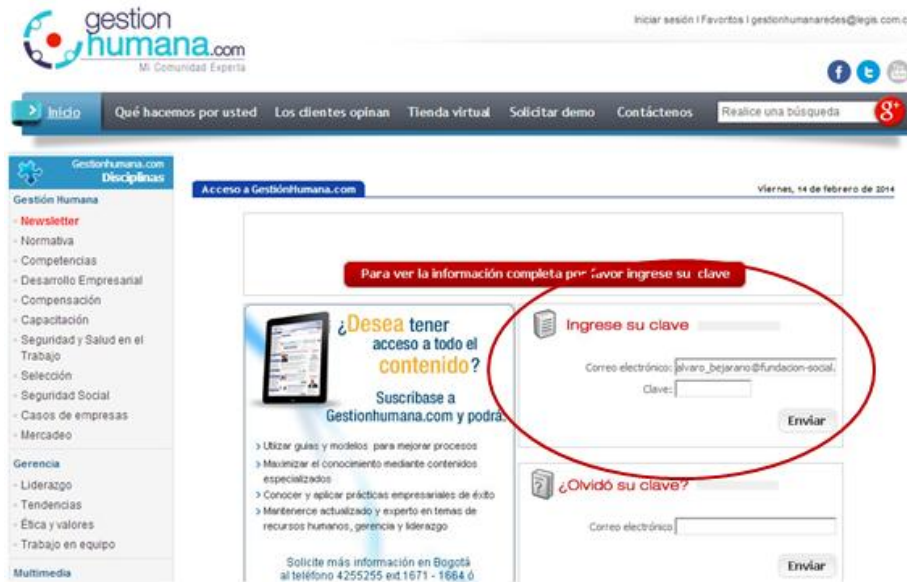 gestion
humana.com
Mi Comunidad Experta
Iniciar sesión | Favoritos | gestionhumanaredes@legis.com.c
Inicio
Qué hacemos por usted
Los clientes opinan
Tienda virtual
Solicitar demo
Contáctenos
Realice una búsqueda
Gestionhumana.com
Disciplinas
Gestión Humana
Newsletter
Normativa
Competencias
Desarrollo Empresarial
Compensación
Capacitación
Seguridad y Salud en el
Trabajo
Selección
Seguridad Social
Casos de empresas
Mercadeo
Gerencia
Liderazgo
Tendencias
Ética y valores
Trabajo en equipo
Multimedia
Acceso a GestiónHumana.com
Viernes, 14 de febrero de 2014
Para ver la información completa por favor ingrese su clave
¿Desea tener
acceso a todo el
contenido?
Suscríbase a
Gestionhumana.com y podrá:
> Utilizar guías y modelos para mejorar procesos
> Maximizar el conocimiento mediante contenidos
especializados
> Conocer y aplicar prácticas empresariales de éxito
> Mantenerce actualizado y experto en temas de
recursos humanos, gerencia y liderazgo
Solicite más información en Bogotá
al teléfono 4255255 ext.1671 - 1664 ó
Ingrese su clave
Correo electrónico: alvaro_bejarano@fundacion-social.
Clave:
Enviar
¿Olvidó su clave?
Correo electrónico
Enviar